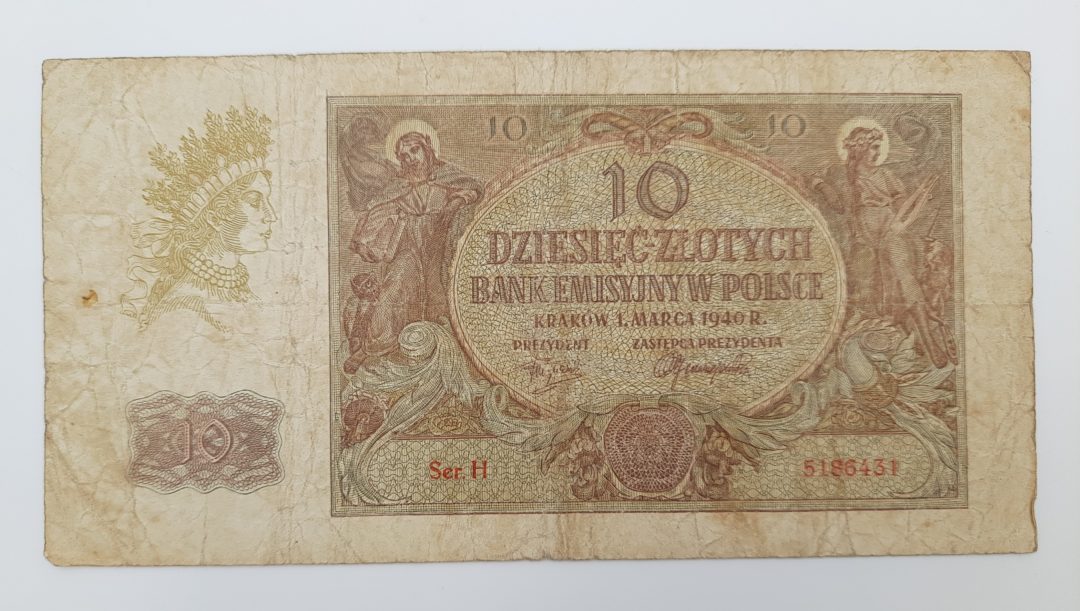 10 10
10
DZIESIĘĆ-ZŁOTYCH
BANK EMISYJNY W POLSCE
KRAKÓW 1. MARCA 1940 R.
PREZYDENT ZASTĘPCA PREZYDENTA
10
Ser. H 5186431